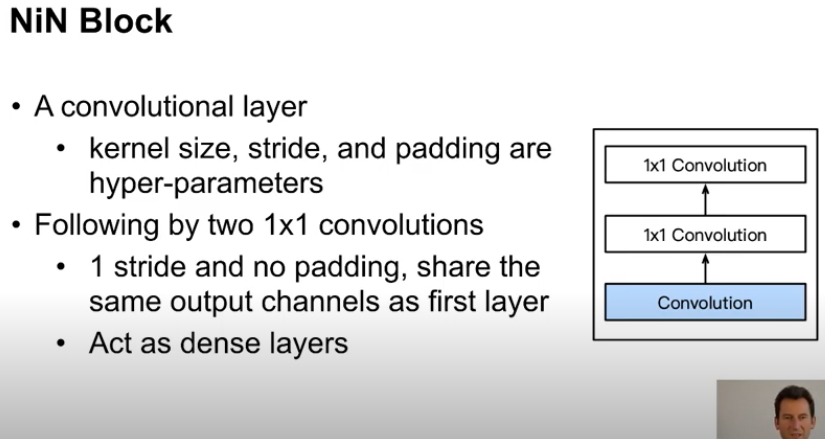 NiN Block
• A convolutional layer
• kernel size, stride, and padding are
hyper-parameters
• Following by two 1x1 convolutions
• 1 stride and no padding, share the
same output channels as first layer
• Act as dense layers
1x1 Convolution
1x1 Convolution
Convolution